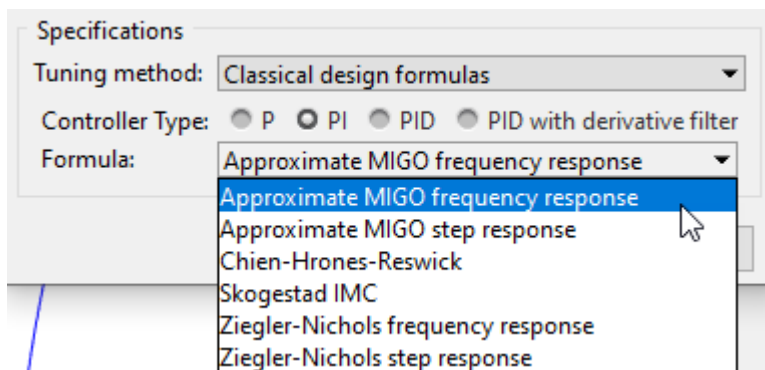 Specifications
Tuning method: Classical design formulas
Controller Type: P PI PID PID with derivative filter
Formula: Approximate MIGO frequency response
Approximate MIGO frequency response
Approximate MIGO step response
Chien-Hrones-Reswick
Skogestad IMC
Ziegler-Nichols frequency response
Ziegler-Nichols step response